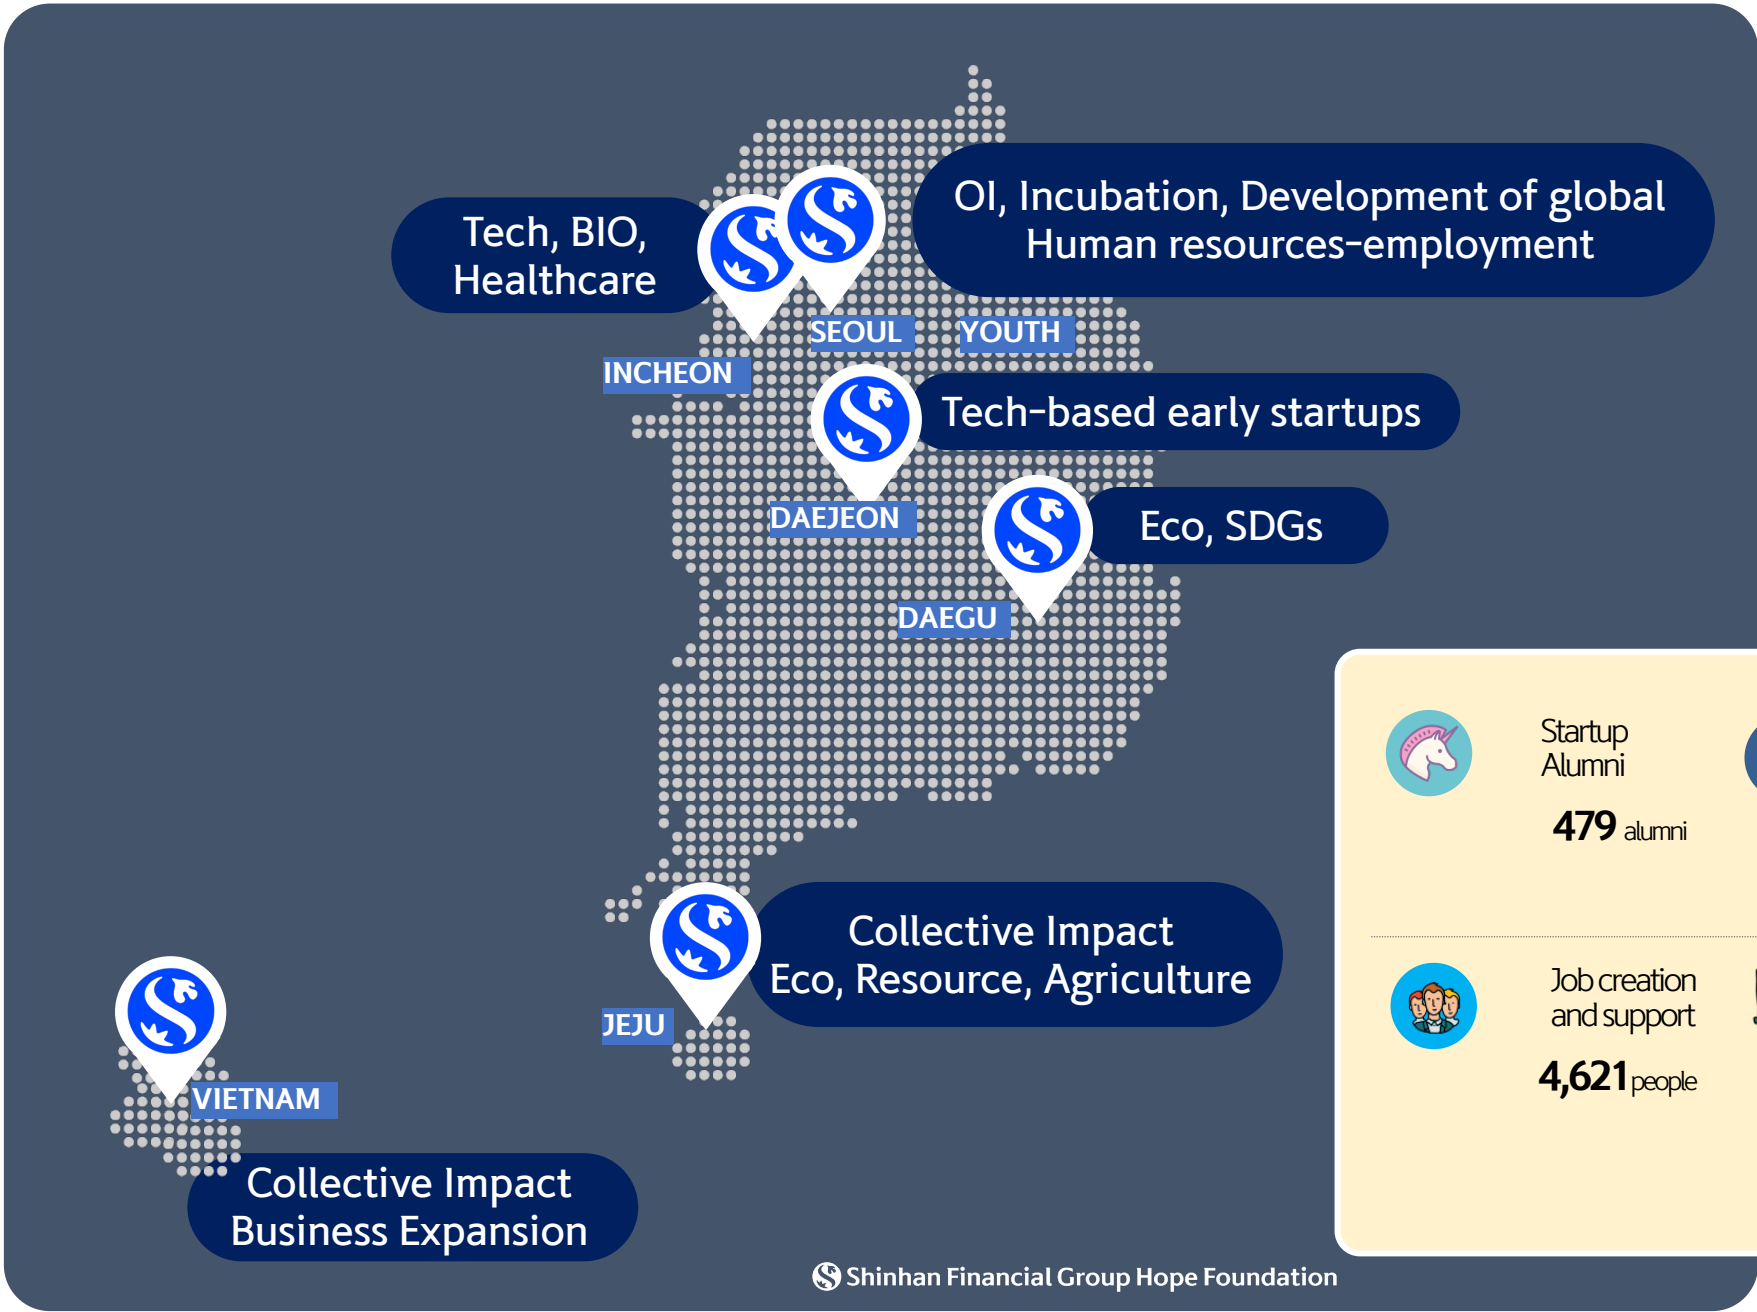 OI, Incubation, Development of global
Human resources-employment
Tech, BIO,
Healthcare
SEOUL
YOUTH
INCHEON
Tech-based early startups
DAEJEON
Eco, SDGs
DAEGU
Startup
Alumni
479 alumni
Collective Impact
Eco, Resource, Agriculture
JEJU
Job creation
and support
4,621 people
VIETNAM
Collective Impact
Business Expansion
Shinhan Financial Group Hope Foundation